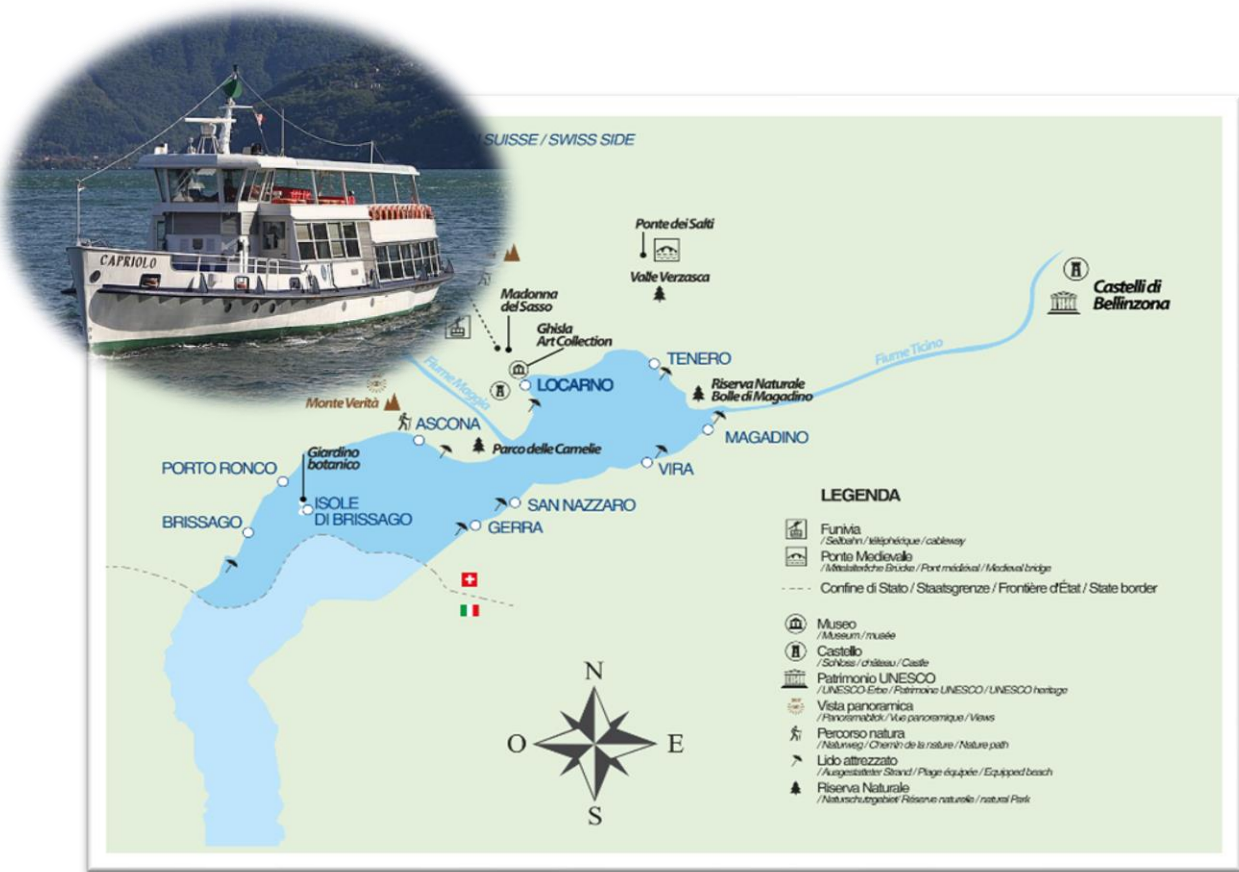 CAPRIOLO
SUISSE / SWISS SIDE
Ponte dei Salti
Valle Verzasca
Castelli di
Bellinzona
Madonna
del Sasso
Ghisla
Art Collection
Fiume Maggia
LOCARNO
TENERO
Fiume Ticino
Riserva Naturale
Bolle di Magadino
Monte Verità
ASCONA
MAGADINO
Giardino
botanico
Parco delle Camelie
PORTO RONCO
VIRA
ISOLE
DI BRISSAGO
BRISSAGO
SAN NAZZARO
GERRA
LEGENDA
Funivia
/ Seilbahn / téléphérique / cableway
Ponte Medievale
/ Mittelalterliche Brücke / Pont médiéval / Medieval bridge
Confine di Stato / Staatsgrenze / Frontière d'État / State border
Museo
/ Museum / musée
Castello
/ Schloss / château / Castle
Patrimonio UNESCO
/ UNESCO-Erbe / Patrimoine UNESCO / UNESCO heritage
Vista panoramica
/ Panoramablick / Vue panoramique / Views
Percorso natura
/ Naturweg / Chemin de la nature / Nature path
Lido attrezzato
/ Ausgestatteter Strand / Plage équipée / Equipped beach
Riserva Naturale
/ Naturschutzgebiet / Réserve naturelle / natural Park
N
O
E
S